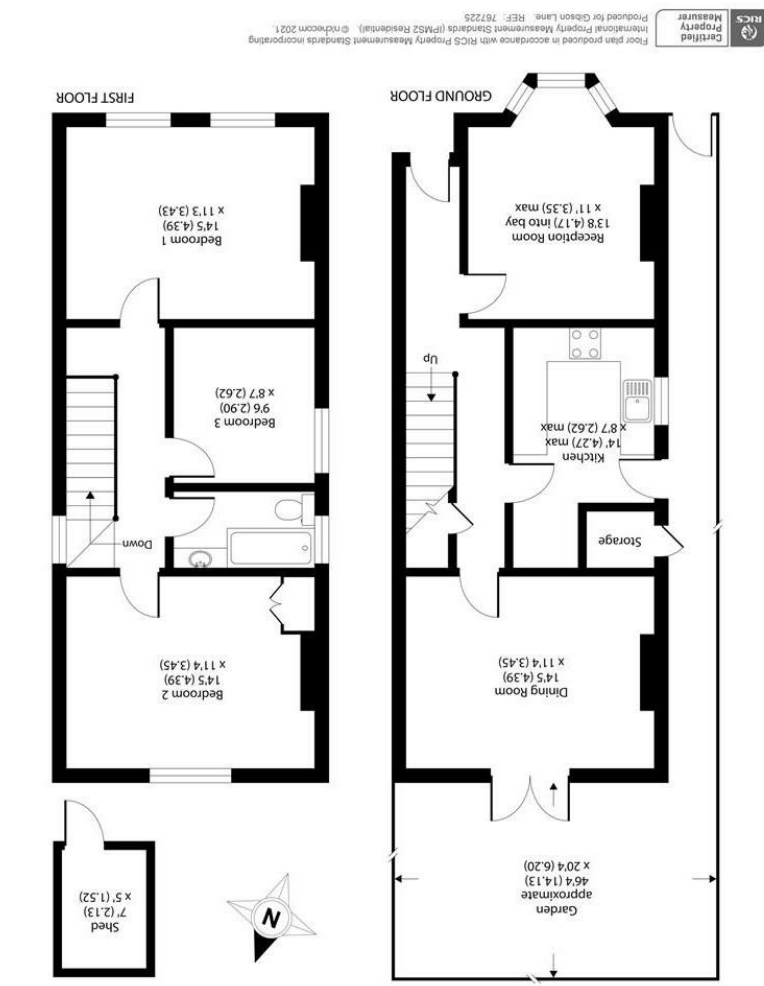 Shed
7' (2.13)
x 5' (1.52)
N
Garden
approximate
46'4 (14.13)
x 20'4 (6.20)
Bedroom 2
14'5 (4.39)
x 11'4 (3.45)
Dining Room
14'5 (4.39)
x 11'4 (3.45)
Down
Storage
Kitchen
14' (4.27) max
x 8'7 (2.62) max
Bedroom 3
9'6 (2.90)
x 8'7 (2.62)
Up
Bedroom 1
14'5 (4.39)
x 11'3 (3.43)
Reception Room
13'8 (4.17) into bay
x 11' (3.35) max
FIRST FLOOR
GROUND FLOOR
RICS
Certified
Property
Measurer
Floor plan produced in accordance with RICS Property Measurement Standards incorporating
International Property Measurement Standards (IPMS2 Residential). © nichecom 2021.
Produced for Gibson Lane. REF: 767225